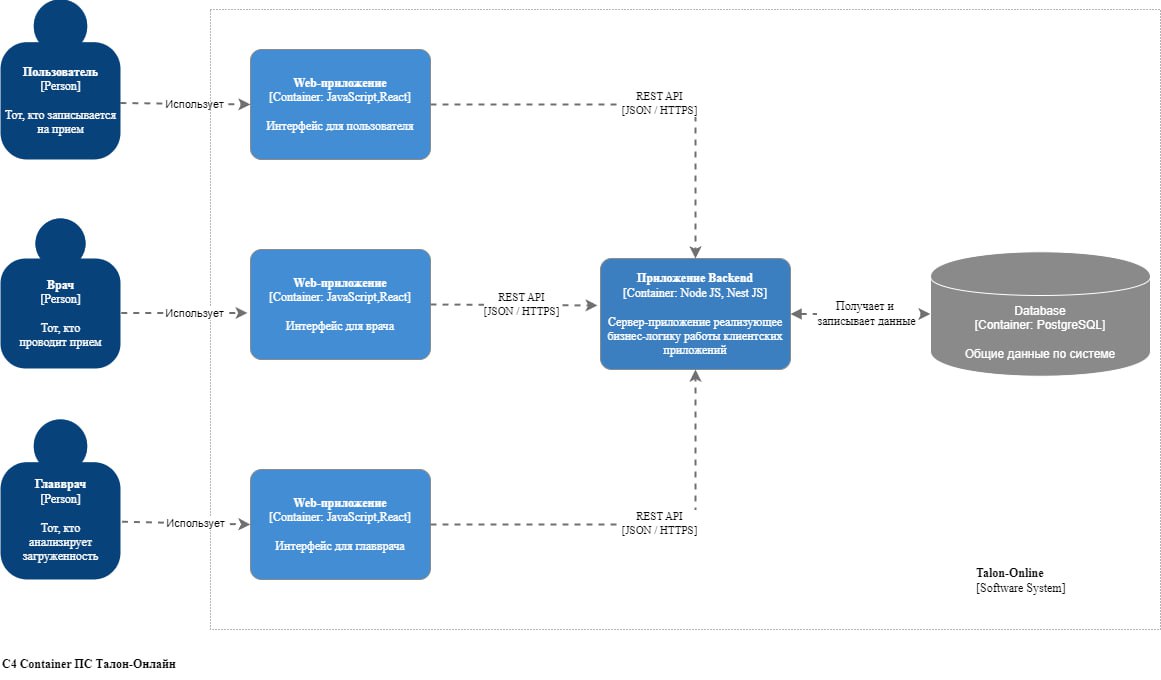 Пользователь
[Person]
Тот, кто записывается
на прием
Использует
Web-приложение
[Container: JavaScript,React]
Интерфейс для пользователя
REST API
[JSON / HTTPS]
Врач
[Person]
Тот, кто
проводит прием
Использует
Web-приложение
[Container: JavaScript,React]
Интерфейс для врача
REST API
[JSON / HTTPS]
Приложение Backend
[Container: Node JS, Nest JS]
Сервер-приложение реализующее
бизнес-логику работы клиентских
приложений
Получает и
записывает данные
Database
[Container: PostgreSQL]
Общие данные по системе
Главврач
[Person]
Тот, кто
анализирует
загруженность
Использует
Web-приложение
[Container: JavaScript,React]
Интерфейс для главврача
REST API
[JSON / HTTPS]
Talon-Online
[Software System]
C4 Container ПС Талон-Онлайн